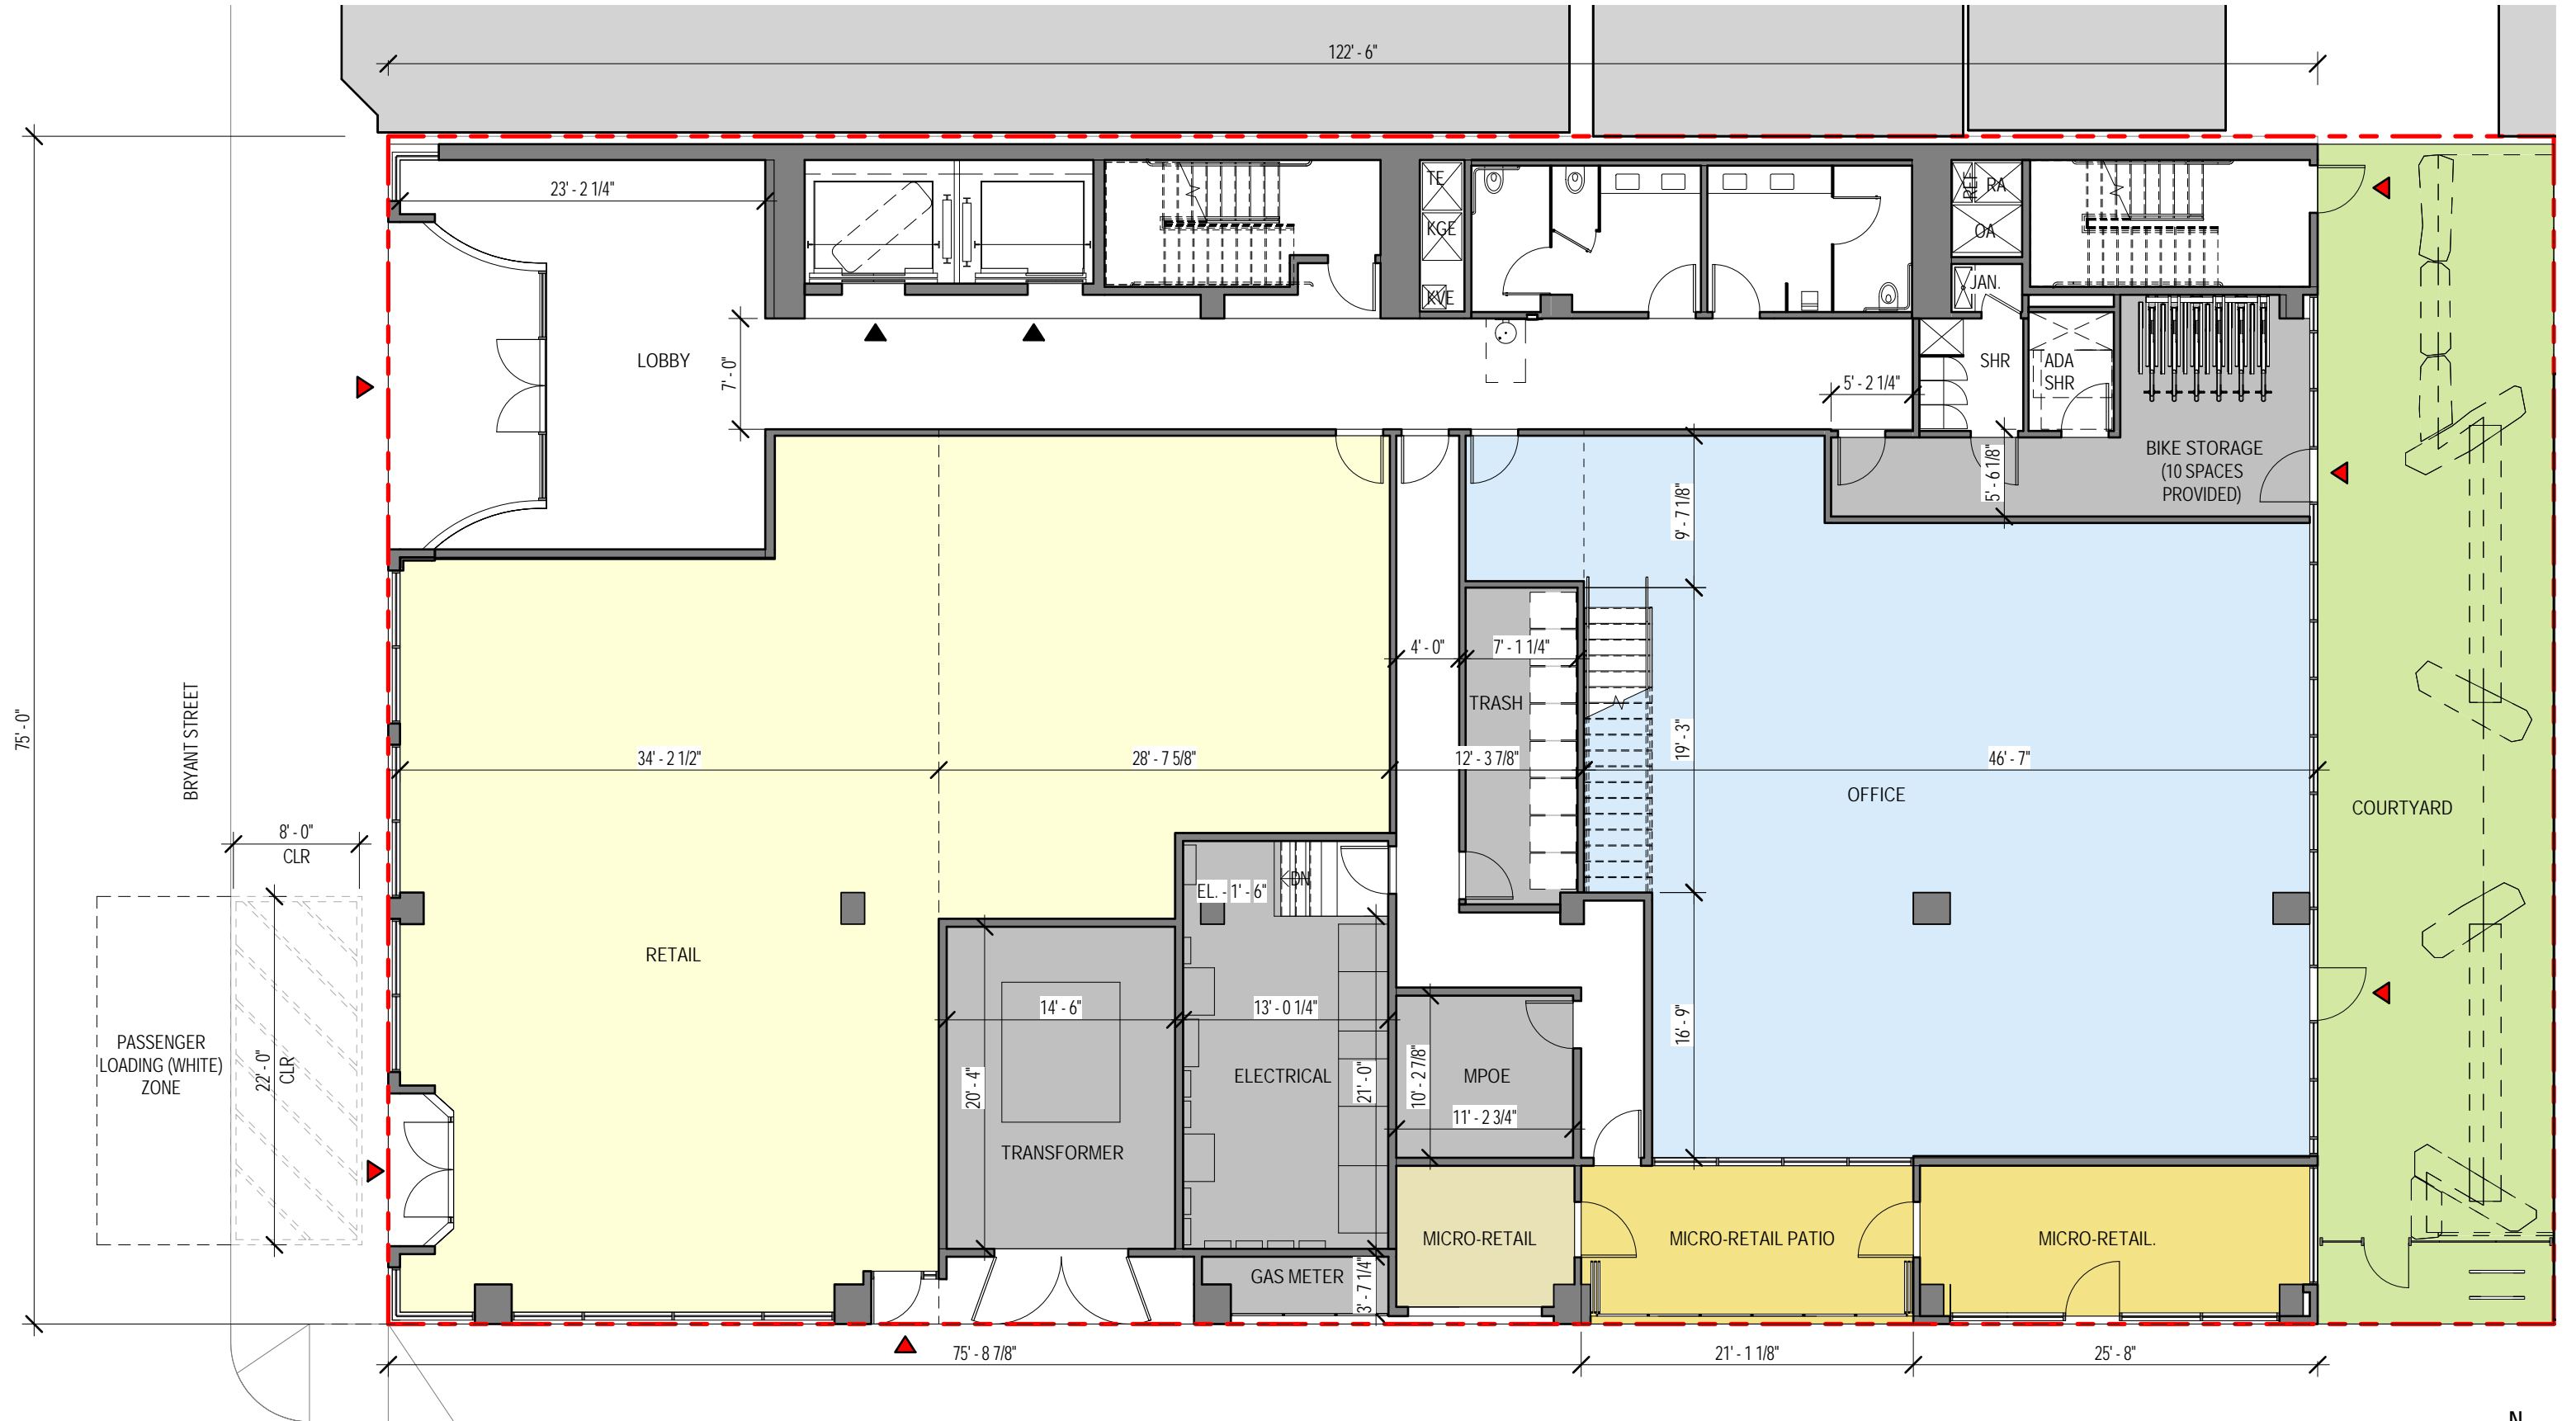 122' - 6"
23' - 2 1/4"
TE
KGE
KVE
REF
RA
OA
JAN.
LOBBY
7' - 0"
5' - 2 1/4"
SHR
ADA
SHR
BIKE STORAGE
(10 SPACES
PROVIDED)
5' - 6 1/8"
9' - 7 1/8"
75' - 0"
BRYANT STREET
4' - 0"
7' - 1 1/4"
TRASH
19' - 3"
34' - 2 1/2"
28' - 7 5/8"
12' - 3 7/8"
46' - 7"
OFFICE
COURTYARD
8' - 0"
CLR
EL. - 1' - 6"
DN
RETAIL
14' - 6"
13' - 0 1/4"
16' - 9"
PASSENGER
LOADING (WHITE)
ZONE
22' - 0"
CLR
20' - 4"
ELECTRICAL
21' - 0"
10' - 2 7/8"
MPOE
11' - 2 3/4"
TRANSFORMER
MICRO-RETAIL
MICRO-RETAIL PATIO
MICRO-RETAIL.
GAS METER
3' - 7 1/4"
75' - 8 7/8"
21' - 1 1/8"
25' - 8"
N